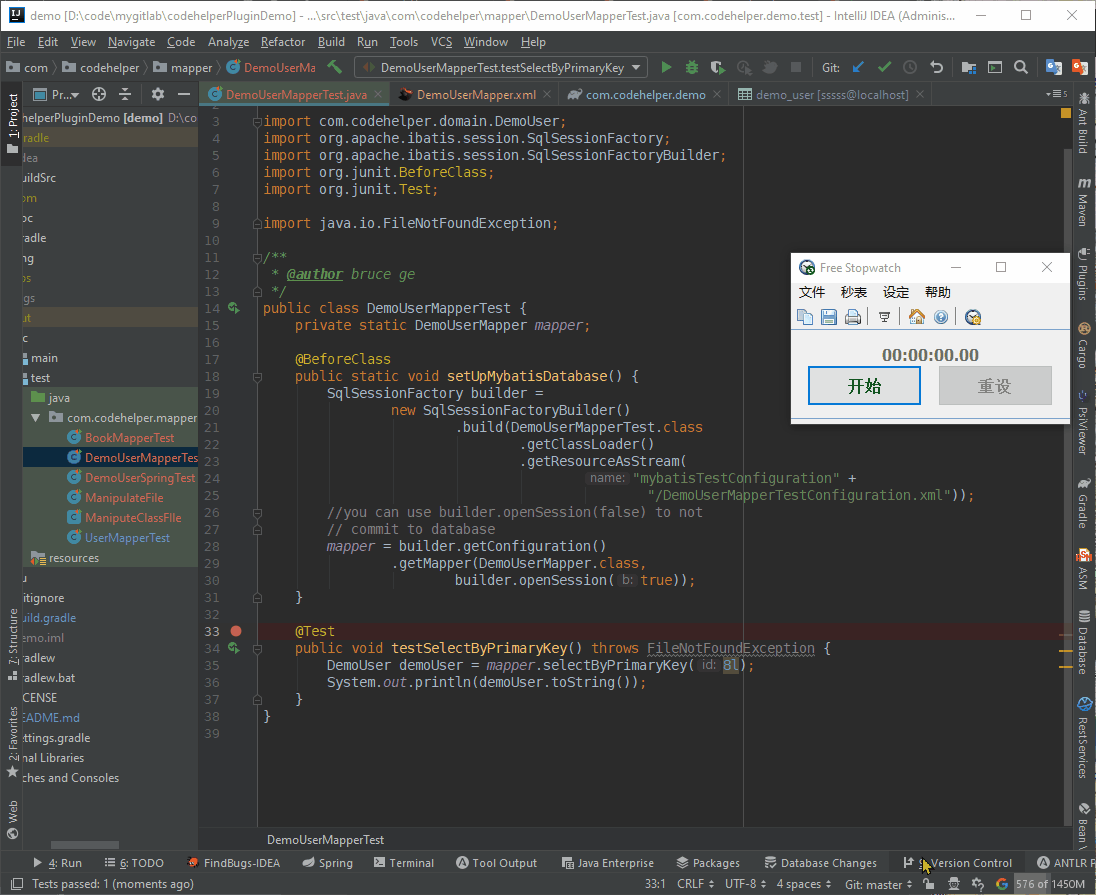 demo [D:\code\mygitlab\codehelperPluginDemo] - ...\src\test\java\com\codehelper\mapper\DemoUserMapperTest.java [com.codehelper.demo.test] - IntelliJ IDEA (Adminis...
File Edit View Navigate Code Analyze Refactor Build Run Tools VCS Window Help
com codehelper mapper DemoUserMa DemoUserMapperTest.testSelectByPrimaryKey Git:
Pr... DemoUserMapperTest.java DemoUserMapper.xml com.codehelper.demo demo_user [sssss@localhost] 5
1: Project
7: Structure
2: Favorites
Web
helperPluginDemo [demo] D:\co
radle
dea
uildSrc
om
oc
radle
ng
os
gs
ut
c
main
test
java
com.codehelper.mapper
BookMapperTest
DemoUserMapperTes
DemoUserSpringTest
ManipulateFile
ManiputeClassFIle
UserMapperTest
resources
u
itignore
uild.gradle
emo.iml
radlew
radlew.bat
CENSE
EADME.md
ettings.gradle
nal Libraries
ches and Consoles
2
3 import com.codehelper.domain.DemoUser;
4 import org.apache.ibatis.session.SqlSessionFactory;
5 import org.apache.ibatis.session.SqlSessionFactoryBuilder;
6 import org.junit.BeforeClass;
7 import org.junit.Test;
8
9 import java.io.FileNotFoundException;
10
11 /**
12 * @author bruce ge
13 */
14 public class DemoUserMapperTest {
15 private static DemoUserMapper mapper;
16
17 @BeforeClass
18 public static void setUpMybatisDatabase() {
19 SqlSessionFactory builder =
20 new SqlSessionFactoryBuilder()
21 .build(DemoUserMapperTest.class
22 .getClassLoader()
23 .getResourceAsStream(
24 name: "mybatisTestConfiguration" +
25 "/DemoUserMapperTestConfiguration.xml"));
26 //you can use builder.openSession(false) to not
27 // commit to database
28 mapper = builder.getConfiguration()
29 .getMapper(DemoUserMapper.class,
30 builder.openSession( b: true));
31 }
32
33 @Test
34 public void testSelectByPrimaryKey() throws FileNotFoundException {
35 DemoUser demoUser = mapper.selectByPrimaryKey( id: 8l);
36 System.out.println(demoUser.toString());
37 }
38 }
39
DemoUserMapperTest
Free Stopwatch
文件 秒表 设定 帮助
00:00:00.00
开始 重设
Ant Build
m Maven
Plugins
Cargo
PsiViewer
Gradle
ASM
Database
RestServices
Bean V
4: Run 6: TODO FindBugs-IDEA Spring Terminal Tool Output Java Enterprise Packages Database Changes Version Control ANTLR P
Tests passed: 1 (moments ago) 33:1 CRLF UTF-8 4 spaces Git: master 576 of 1450M